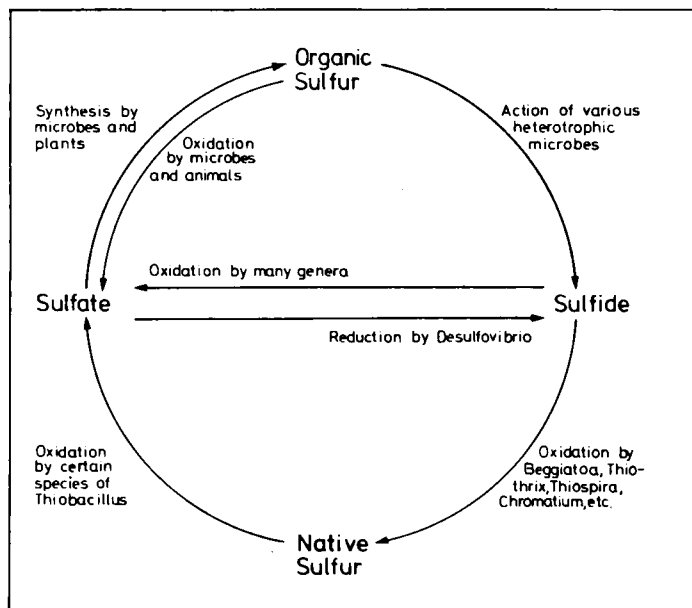 Organic
Sulfur
Synthesis by
microbes and
plants
Oxidation
by microbes
and animals
Action of various
heterotrophic
microbes
Oxidation by many genera
Sulfate
Sulfide
Reduction by Desulfovibrio
Oxidation
by certain
species of
Thiobacillus
Oxidation by
Beggiatoa, Thio-
thrix, Thiospira,
Chromatium, etc.
Native
Sulfur